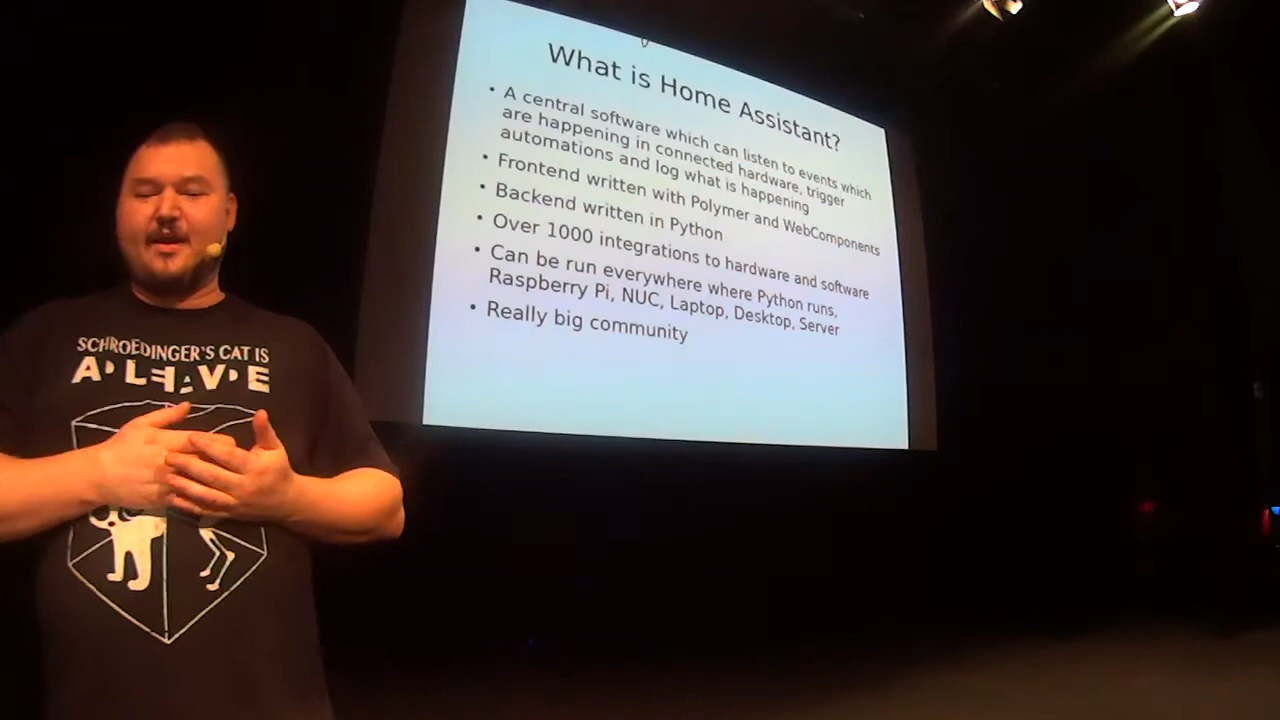 What is Home Assistant?
• A central software which can listen to events which
are happening in connected hardware, trigger
automations and log what is happening
• Frontend written with Polymer and WebComponents
• Backend written in Python
• Over 1000 integrations to hardware and software
• Can be run everywhere where Python runs,
Raspberry Pi, NUC, Laptop, Desktop, Server
• Really big community
SCHROEDINGER'S CAT IS